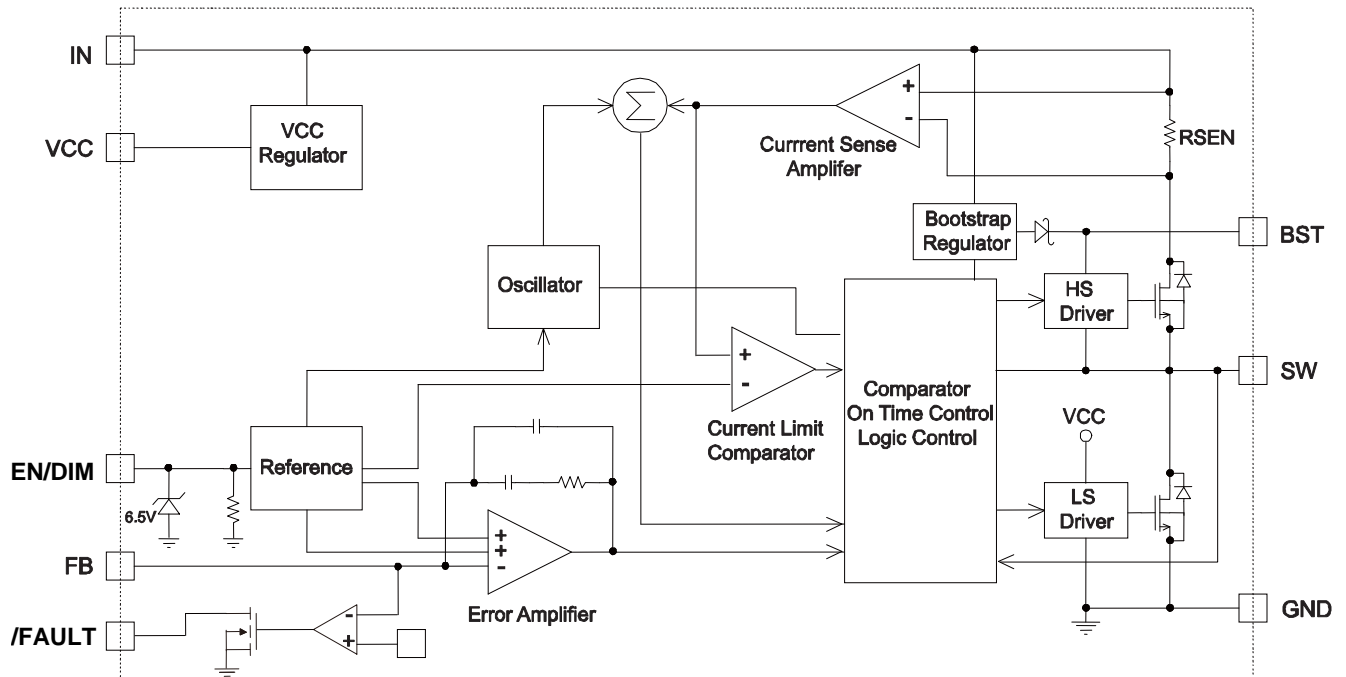 IN
VCC
VCC
Regulator
Σ
+
-
Currrent Sense
Amplifer
RSEN
Bootstrap
Regulator
BST
Oscillator
HS
Driver
+
-
Current Limit
Comparator
Comparator
On Time Control
Logic Control
SW
VCC
EN/DIM
6.5V
Reference
LS
Driver
FB
+
+
-
Error Amplifier
/FAULT
-
+
GND